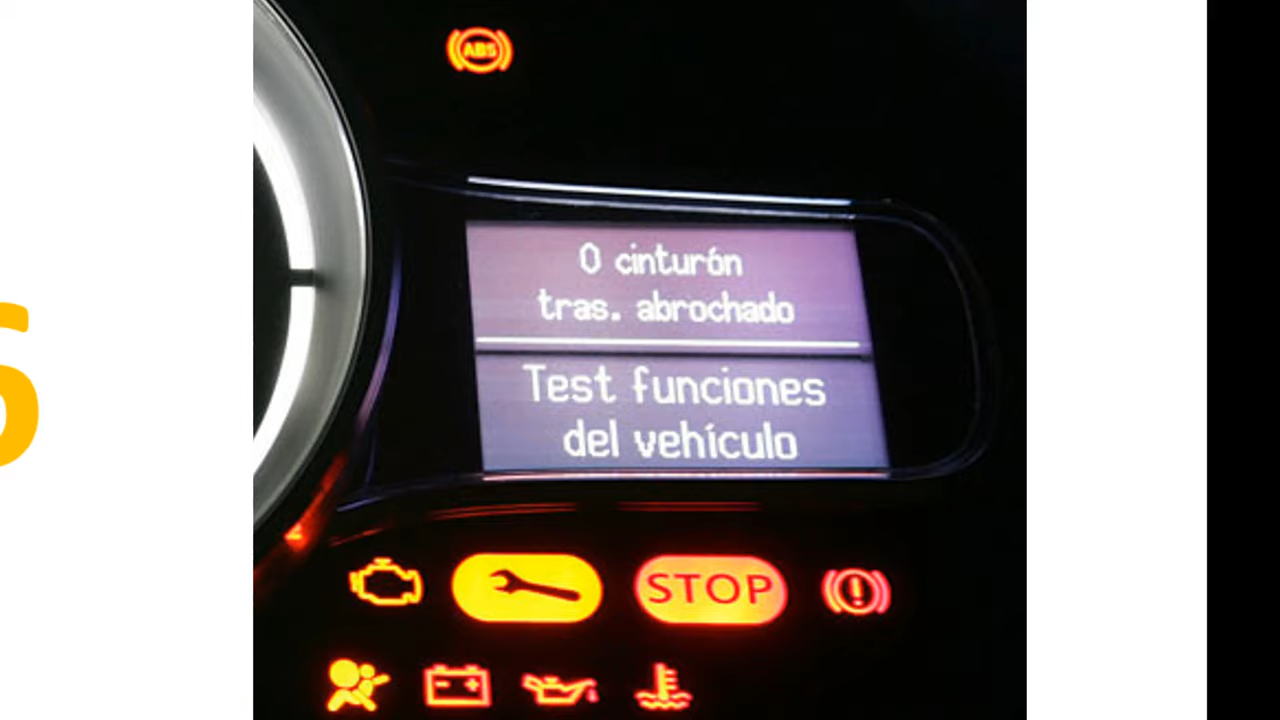 ABS
0 cinturón
tras. abrochado
Test funciones
del vehículo
STOP